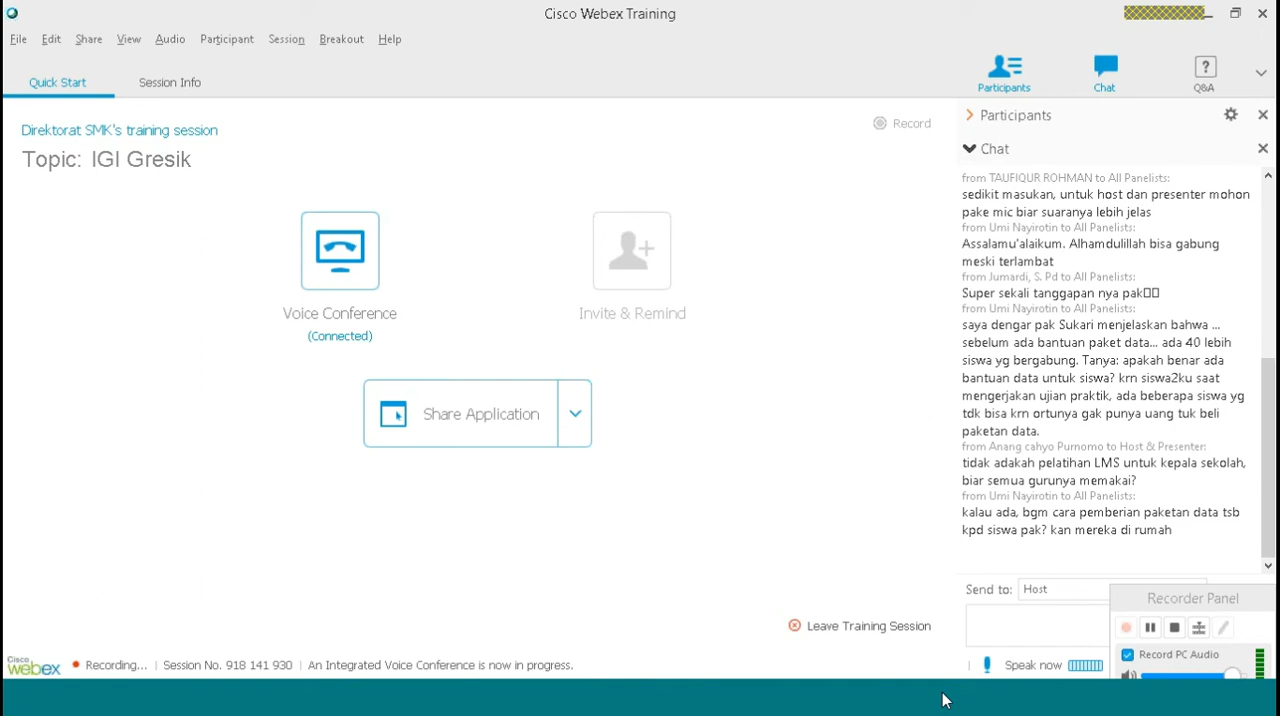 Cisco Webex Training
File Edit Share View Audio Participant Session Breakout Help
Quick Start Session Info
Participants Chat Q&A
Direktorat SMK's training session
Record
Topic: IGI Gresik
Voice Conference
(Connected)
Invite & Remind
Share Application
Leave Training Session
Participants
Chat
from TAUFIQUR ROHMAN to All Panelists:
sedikit masukan, untuk host dan presenter mohon
pake mic biar suaranya lebih jelas
from Umi Nayirotin to All Panelists:
Assalamu'alaikum. Alhamdulillah bisa gabung
meski terlambat
from Jumardi, S. Pd to All Panelists:
Super sekali tanggapan nya pak
from Umi Nayirotin to All Panelists:
saya dengar pak Sukari menjelaskan bahwa ...
sebelum ada bantuan paket data... ada 40 lebih
siswa yg bergabung. Tanya: apakah benar ada
bantuan data untuk siswa? krn siswa2ku saat
mengerjakan ujian praktik, ada beberapa siswa yg
tdk bisa krn ortunya gak punya uang tuk beli
paketan data.
from Anang cahyo Purnomo to Host & Presenter:
tidak adakah pelatihan LMS untuk kepala sekolah,
biar semua gurunya memakai?
from Umi Nayirotin to All Panelists:
kalau ada, bgm cara pemberian paketan data tsb
kpd siswa pak? kan mereka di rumah
Send to: Host
Recorder Panel
Record PC Audio
Speak now
Cisco
webex
Recording... Session No. 918 141 930 An Integrated Voice Conference is now in progress.